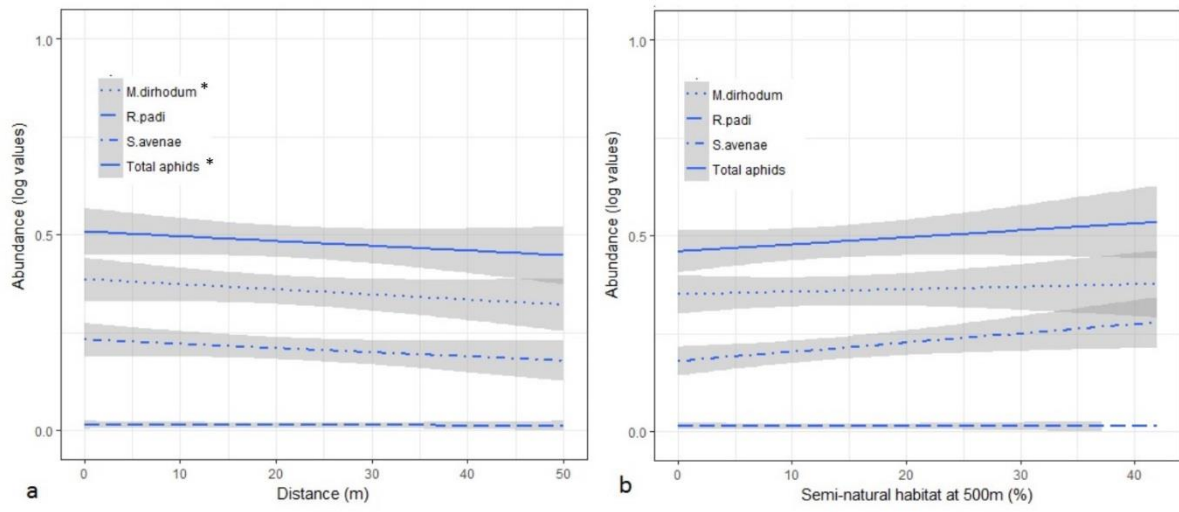 1.0
M.dirhodum *
R.padi
S.avenae
Total aphids *
0.5
0.0
Abundance (log values)
0 10 20 30 40 50
Distance (m)
a
1.0
M.dirhodum
R.padi
S.avenae
Total aphids
0.5
0.0
Abundance (log values)
0 10 20 30 40
Semi-natural habitat at 500m (%)
b